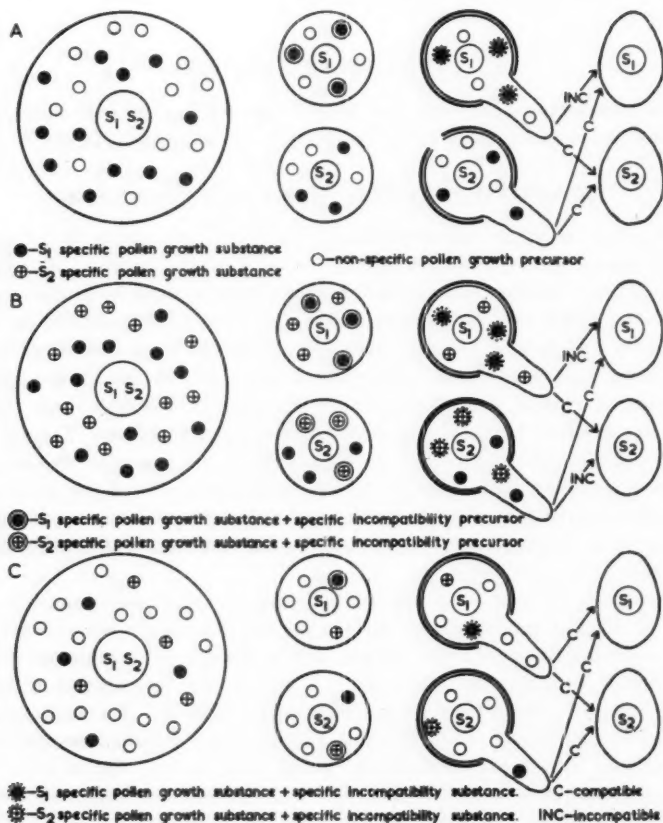 A
S₁ S₂
S₁
S₁
S₁
INC
C
S₂
S₂
C
C
S₂
●–S₁ specific pollen growth substance ○–non-specific pollen growth precursor
⊕–S₂ specific pollen growth substance
B
S₁ S₂
S₁
S₁
S₁
INC
C
S₂
S₂
C
INC
S₂
–S₁ specific pollen growth substance + specific incompatibility precursor
–S₂ specific pollen growth substance + specific incompatibility precursor
C
S₁ S₂
S₁
S₁
S₁
C
C
S₂
S₂
C
C
S₂
–S₁ specific pollen growth substance + specific incompatibility substance. C–compatible
–S₂ specific pollen growth substance + specific incompatibility substance. INC–incompatible